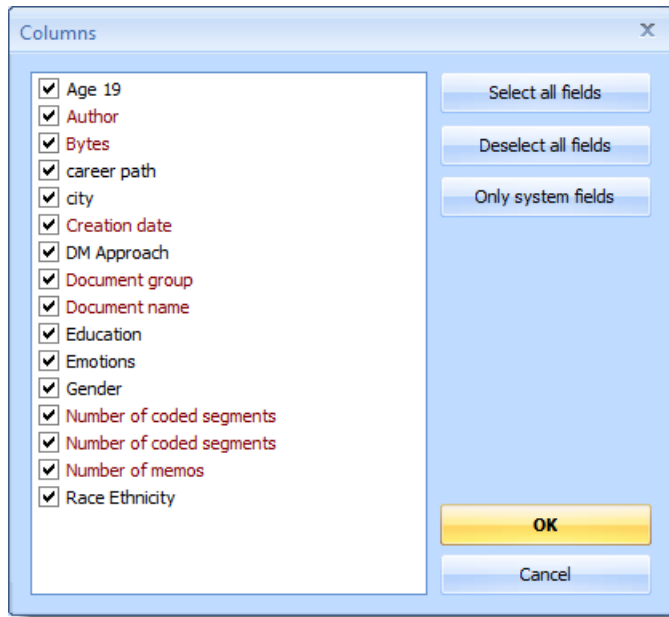 Columns
Age 19
Author
Bytes
career path
city
Creation date
DM Approach
Document group
Document name
Education
Emotions
Gender
Number of coded segments
Number of coded segments
Number of memos
Race Ethnicity
Select all fields
Deselect all fields
Only system fields
OK
Cancel